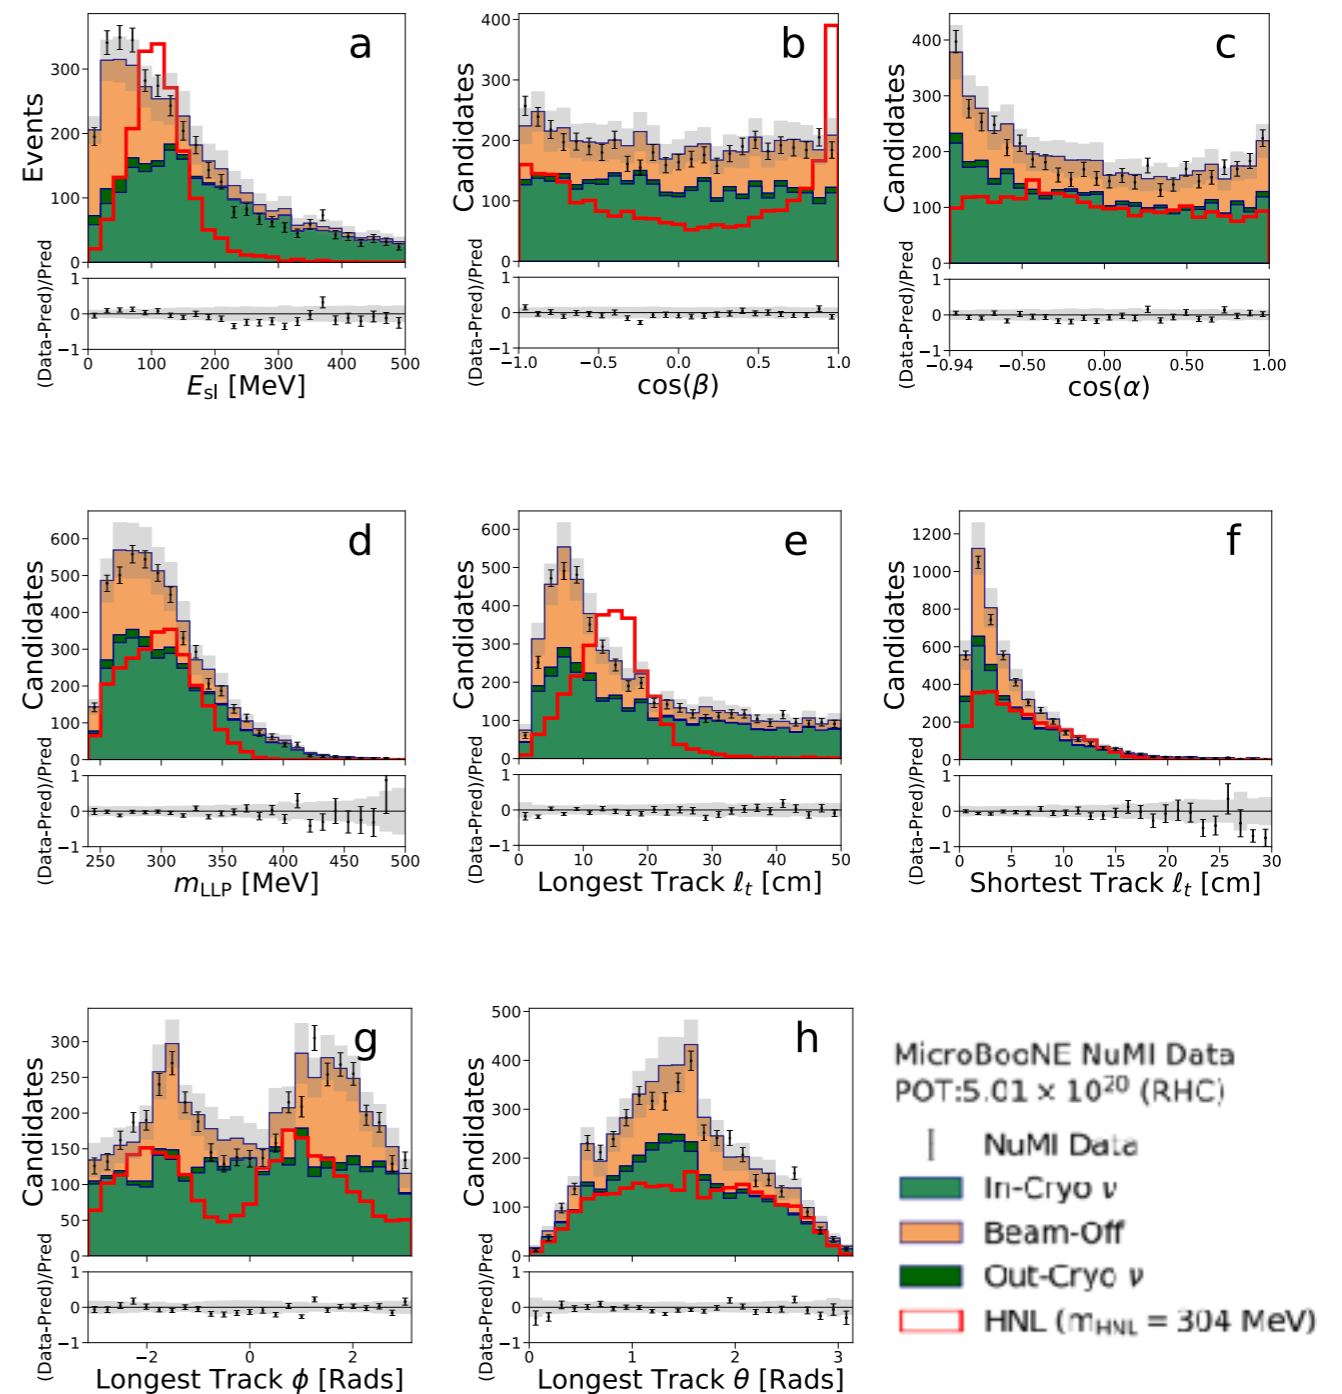 a
Events
300
200
100
0
(Data-Pred)/Pred
1
0
−1
0 100 200 300 400 500
E_sl [MeV]
b
Candidates
400
300
200
100
0
1
0
−1
−1.0 −0.5 0.0 0.5 1.0
cos(β)
c
Candidates
400
300
200
100
0
(Data-Pred)/Pred
1
0
−1
−0.94 −0.50 0.00 0.50 1.00
cos(α)
d
Candidates
600
500
400
300
200
100
0
(Data-Pred)/Pred
1
0
−1
250 300 350 400 450 500
m_LLP [MeV]
e
Candidates
600
500
400
300
200
100
0
(Data-Pred)/Pred
1
0
−1
0 10 20 30 40 50
Longest Track ℓ_t [cm]
f
Candidates
1200
1000
800
600
400
200
0
(Data-Pred)/Pred
1
0
−1
0 5 10 15 20 25 30
Shortest Track ℓ_t [cm]
g
Candidates
300
250
200
150
100
50
0
(Data-Pred)/Pred
1
0
−1
−2 0 2
Longest Track ϕ [Rads]
h
Candidates
500
400
300
200
100
0
(Data-Pred)/Pred
1
0
−1
0 1 2 3
Longest Track θ [Rads]
MicroBooNE NuMI Data
POT:5.01 × 10²⁰ (RHC)
NuMI Data
In-Cryo ν
Beam-Off
Out-Cryo ν
HNL (m_HNL = 304 MeV)